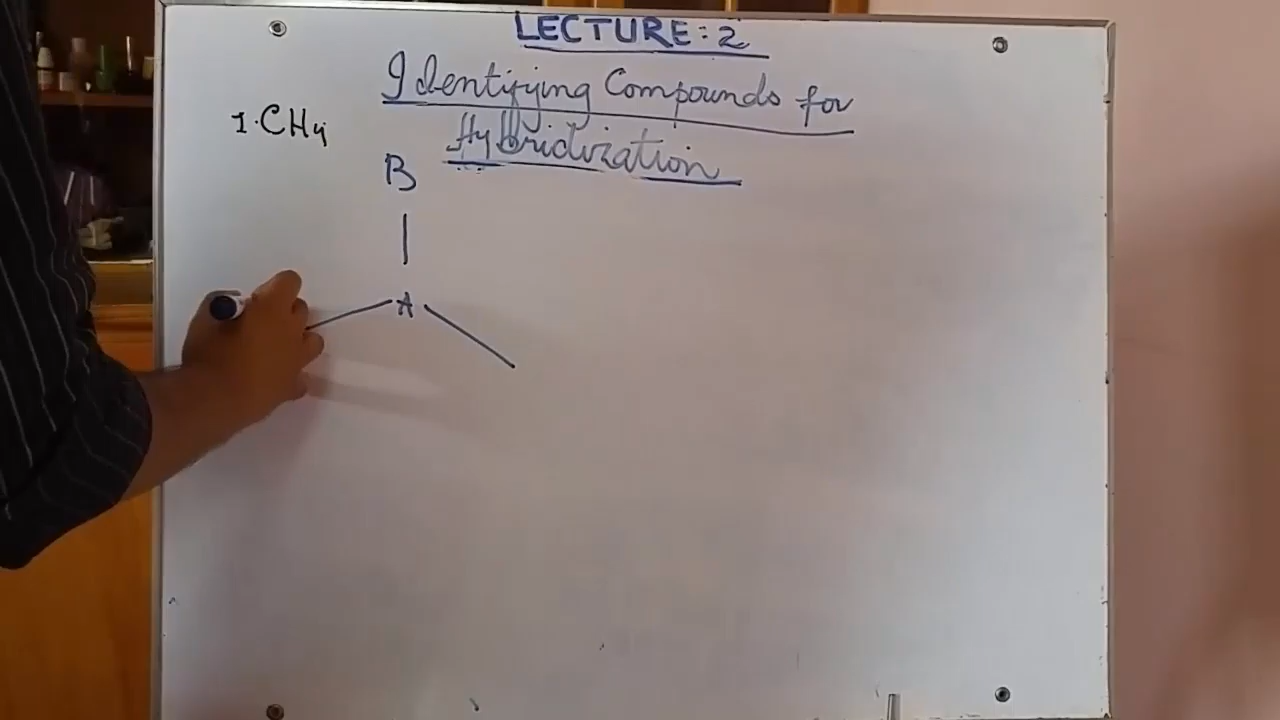 LECTURE: 2
Identifying Compounds for
Hybridization
1. CH4
B
A